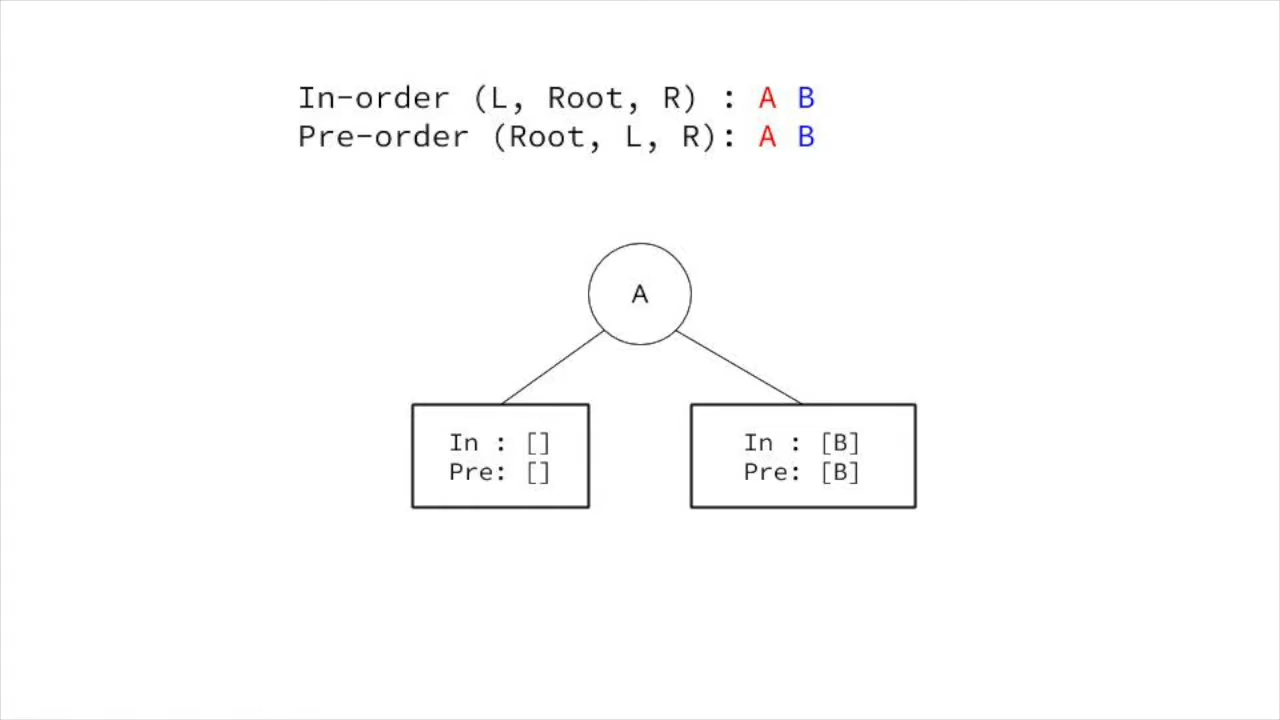 In-order (L, Root, R) : A B
Pre-order (Root, L, R): A B
A
In : []
Pre: []
In : [B]
Pre: [B]